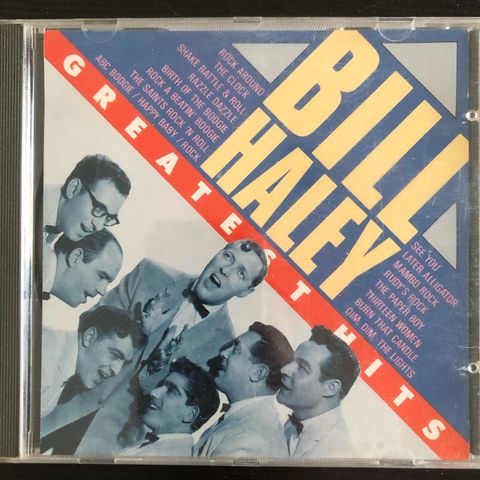 BILL
HALEY
GREATEST HITS
ROCK AROUND
THE CLOCK
SHAKE RATTLE & ROLL
RAZZLE DAZZLE
BIRTH OF THE BOOGIE
ROCK A BEATIN' BOOGIE
THE SAINTS ROCK 'N ROLL
ABC BOOGIE / HAPPY BABY / ROCK
SEE YOU
LATER ALLIGATOR
MAMBO ROCK
RUDY'S ROCK
THE PAPER BOY
THIRTEEN WOMEN
BURN THAT CANDLE
DIM, DIM, THE LIGHTS